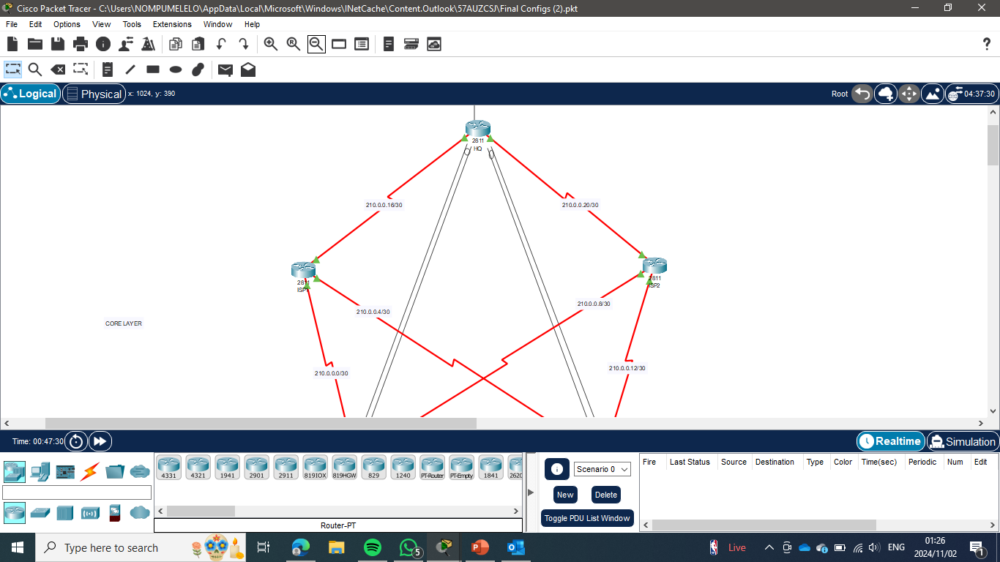 Cisco Packet Tracer - C:\Users\NOMPUMELELO\AppData\Local\Microsoft\Windows\INetCache\Content.Outlook\57AUZCSJ\Final Configs (2).pkt
File Edit Options View Tools Extensions Window Help
Logical Physical x: 1024, y: 390 Root 04:37:30
2811
HQ
210.0.0.16/30
210.0.0.20/30
2811
ISP1
2811
ISP2
210.0.0.4/30
210.0.0.8/30
CORE LAYER
210.0.0.0/30
210.0.0.12/30
Time: 00:47:30 Realtime Simulation
4331 4321 1941 2901 2911 819IOX 819HGW 829 1240 PT-Router PT-Empty 1841 2620
Router-PT
Scenario 0
New Delete
Toggle PDU List Window
Fire Last Status Source Destination Type Color Time(sec) Periodic Num Edit
Type here to search
5
Live
ENG
01:26
2024/11/02
1